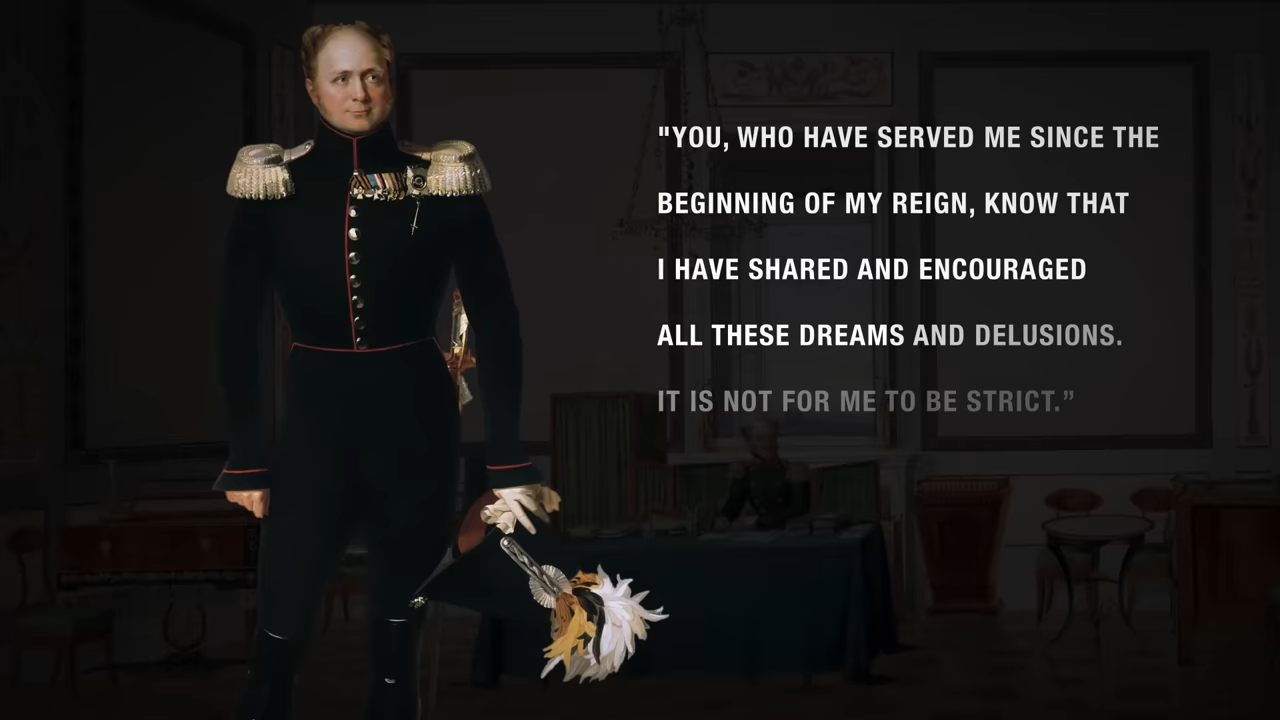 "YOU, WHO HAVE SERVED ME SINCE THE
BEGINNING OF MY REIGN, KNOW THAT
I HAVE SHARED AND ENCOURAGED
ALL THESE DREAMS AND DELUSIONS.
IT IS NOT FOR ME TO BE STRICT.”